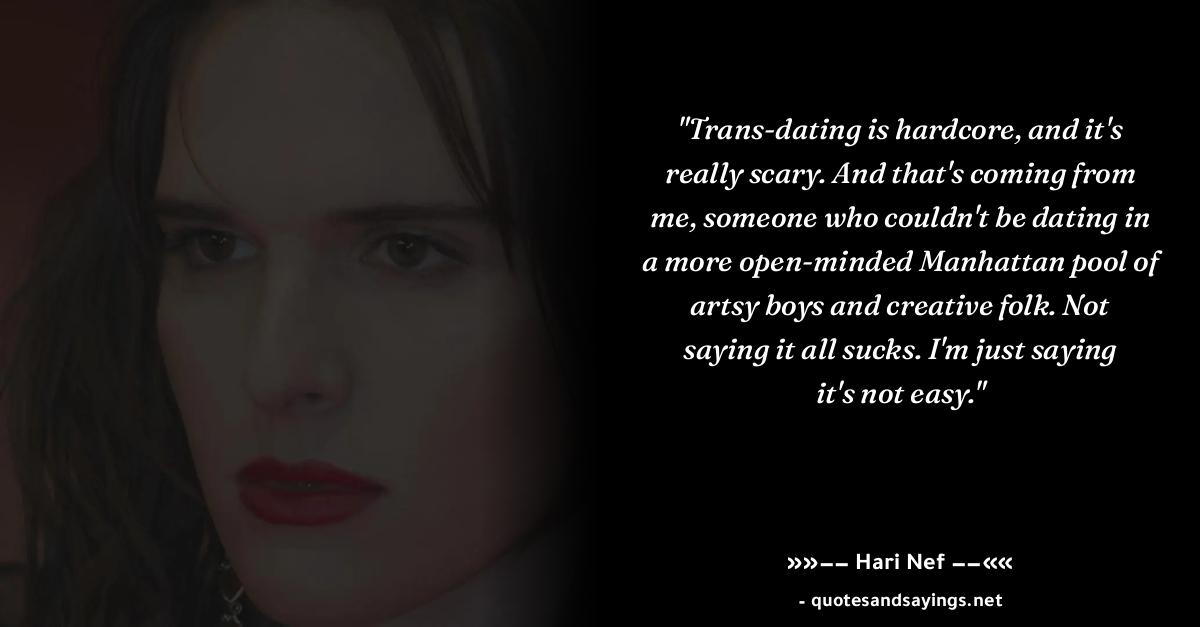 "Trans-dating is hardcore, and it's
really scary. And that's coming from
me, someone who couldn't be dating in
a more open-minded Manhattan pool of
artsy boys and creative folk. Not
saying it all sucks. I'm just saying
it's not easy."
»»–– Hari Nef ––««
- quotesandsayings.net